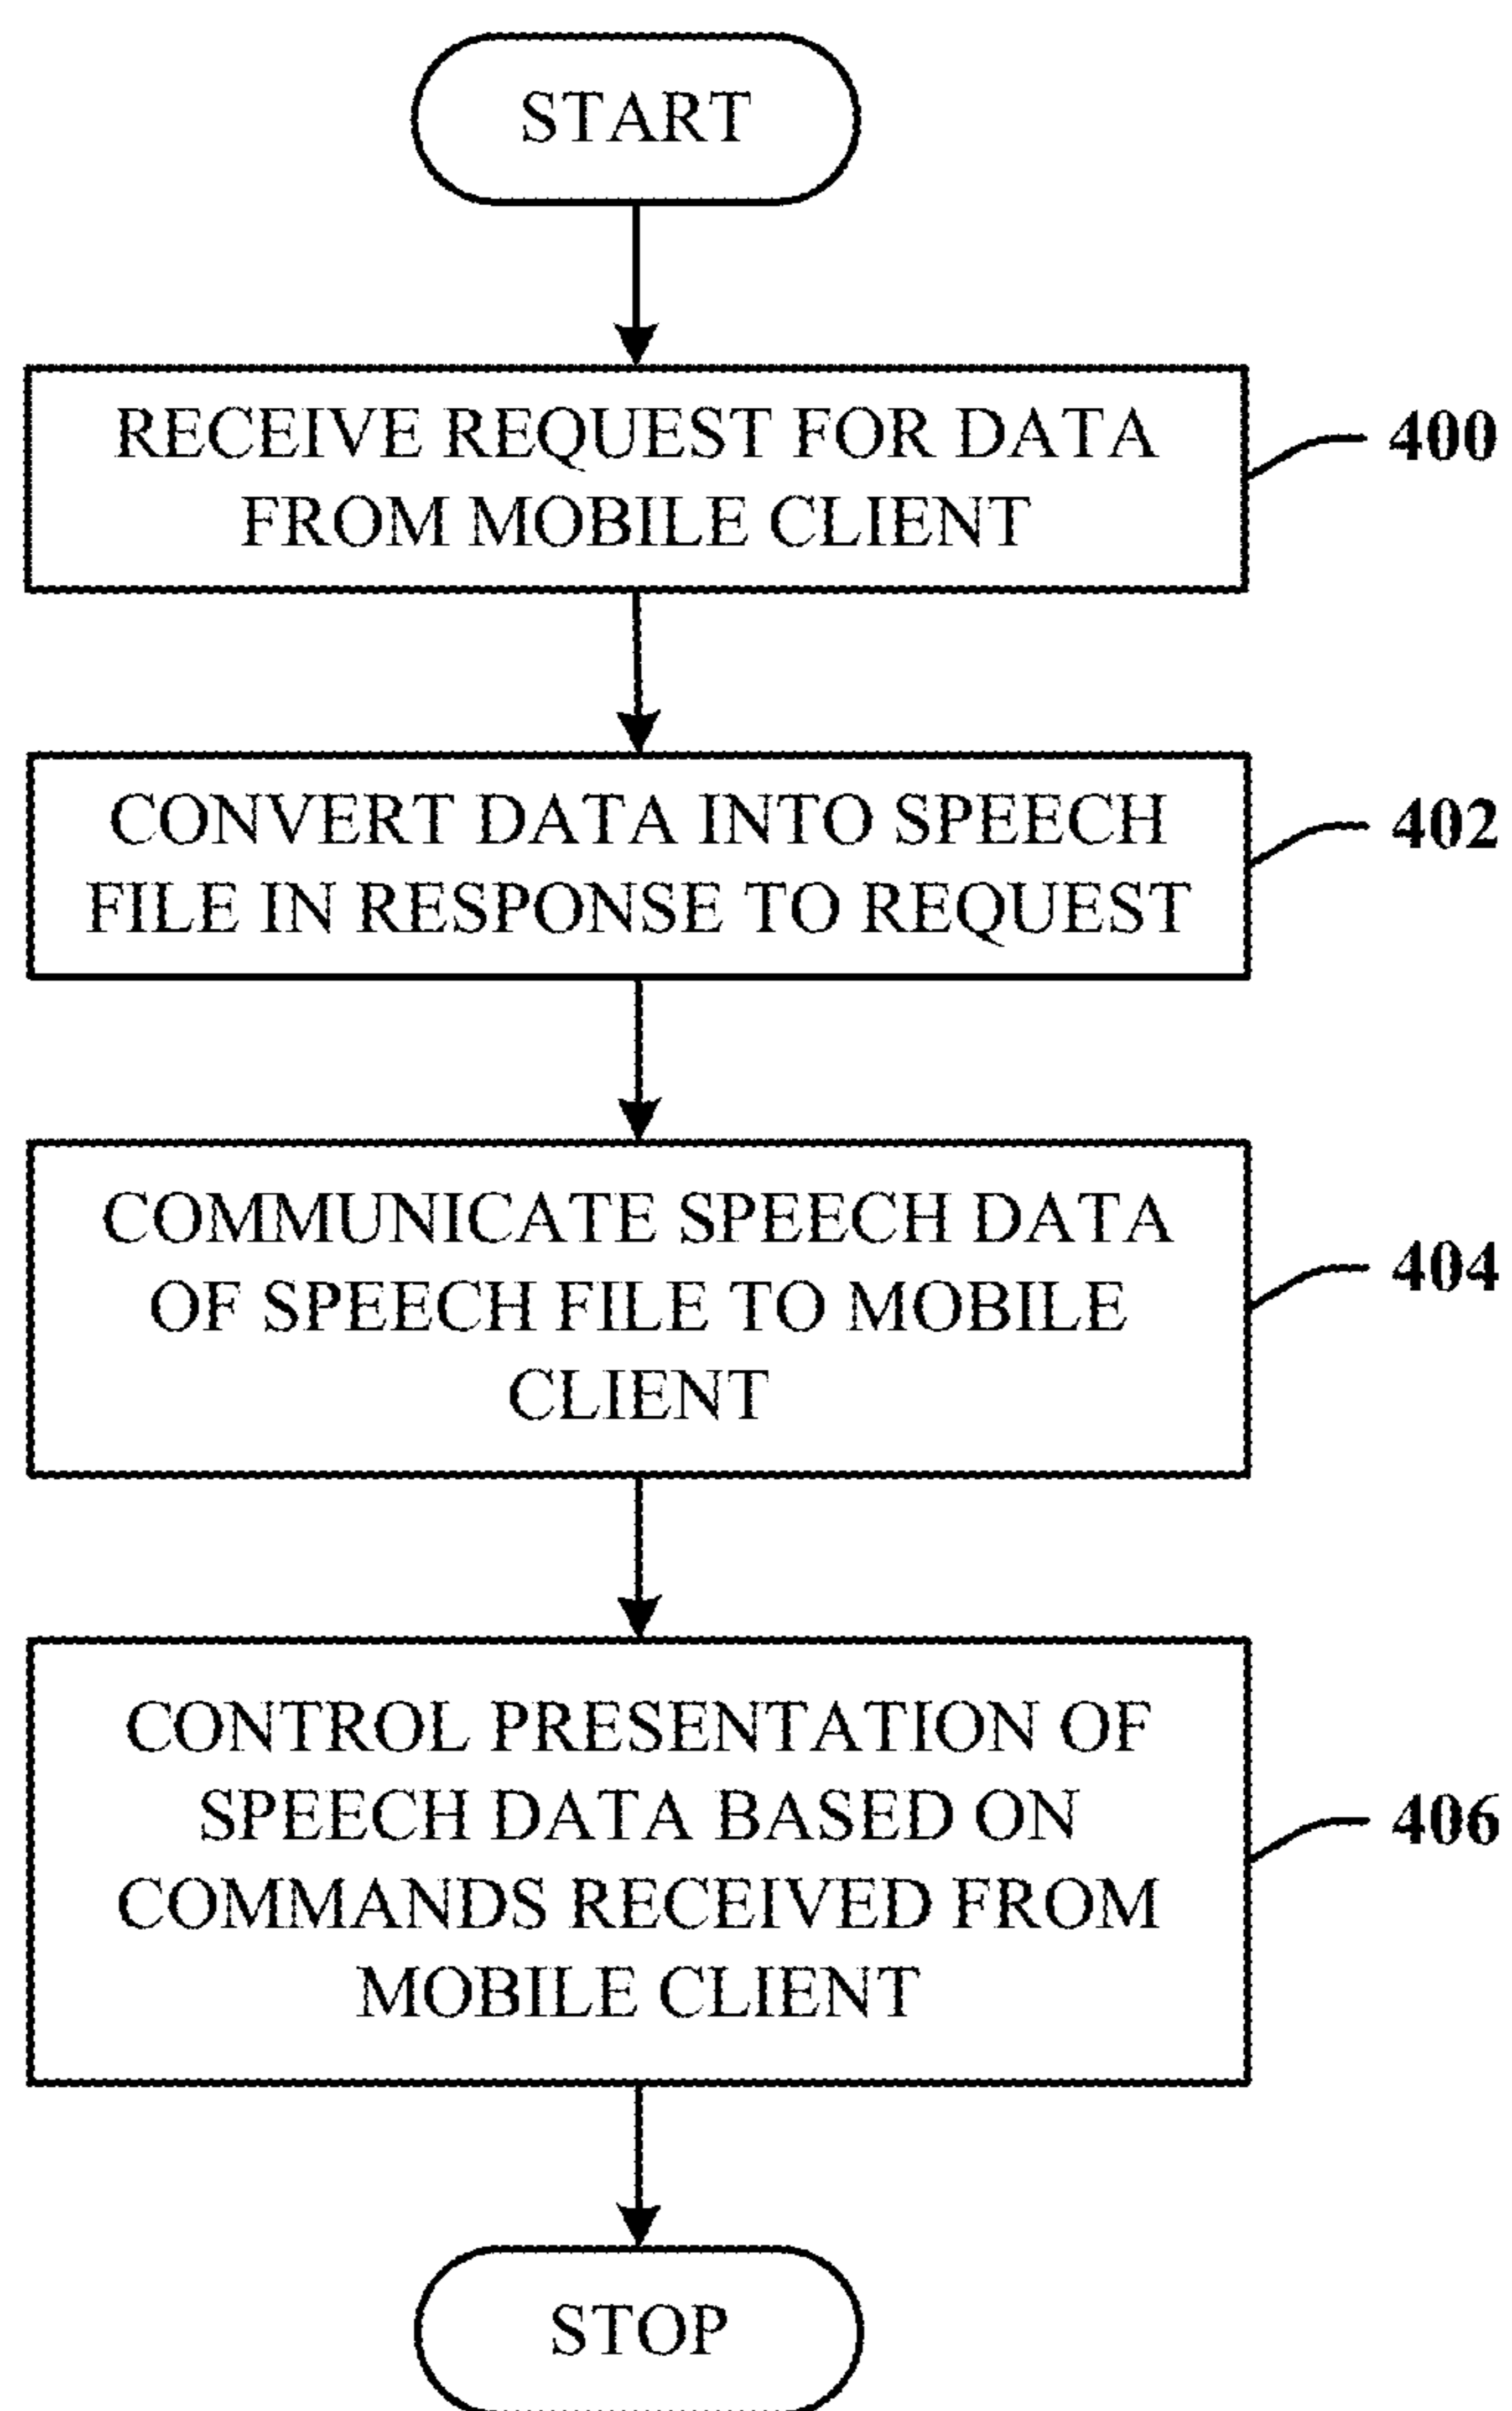 START
RECEIVE REQUEST FOR DATA
FROM MOBILE CLIENT
400
CONVERT DATA INTO SPEECH
FILE IN RESPONSE TO REQUEST
402
COMMUNICATE SPEECH DATA
OF SPEECH FILE TO MOBILE
CLIENT
404
CONTROL PRESENTATION OF
SPEECH DATA BASED ON
COMMANDS RECEIVED FROM
MOBILE CLIENT
406
STOP